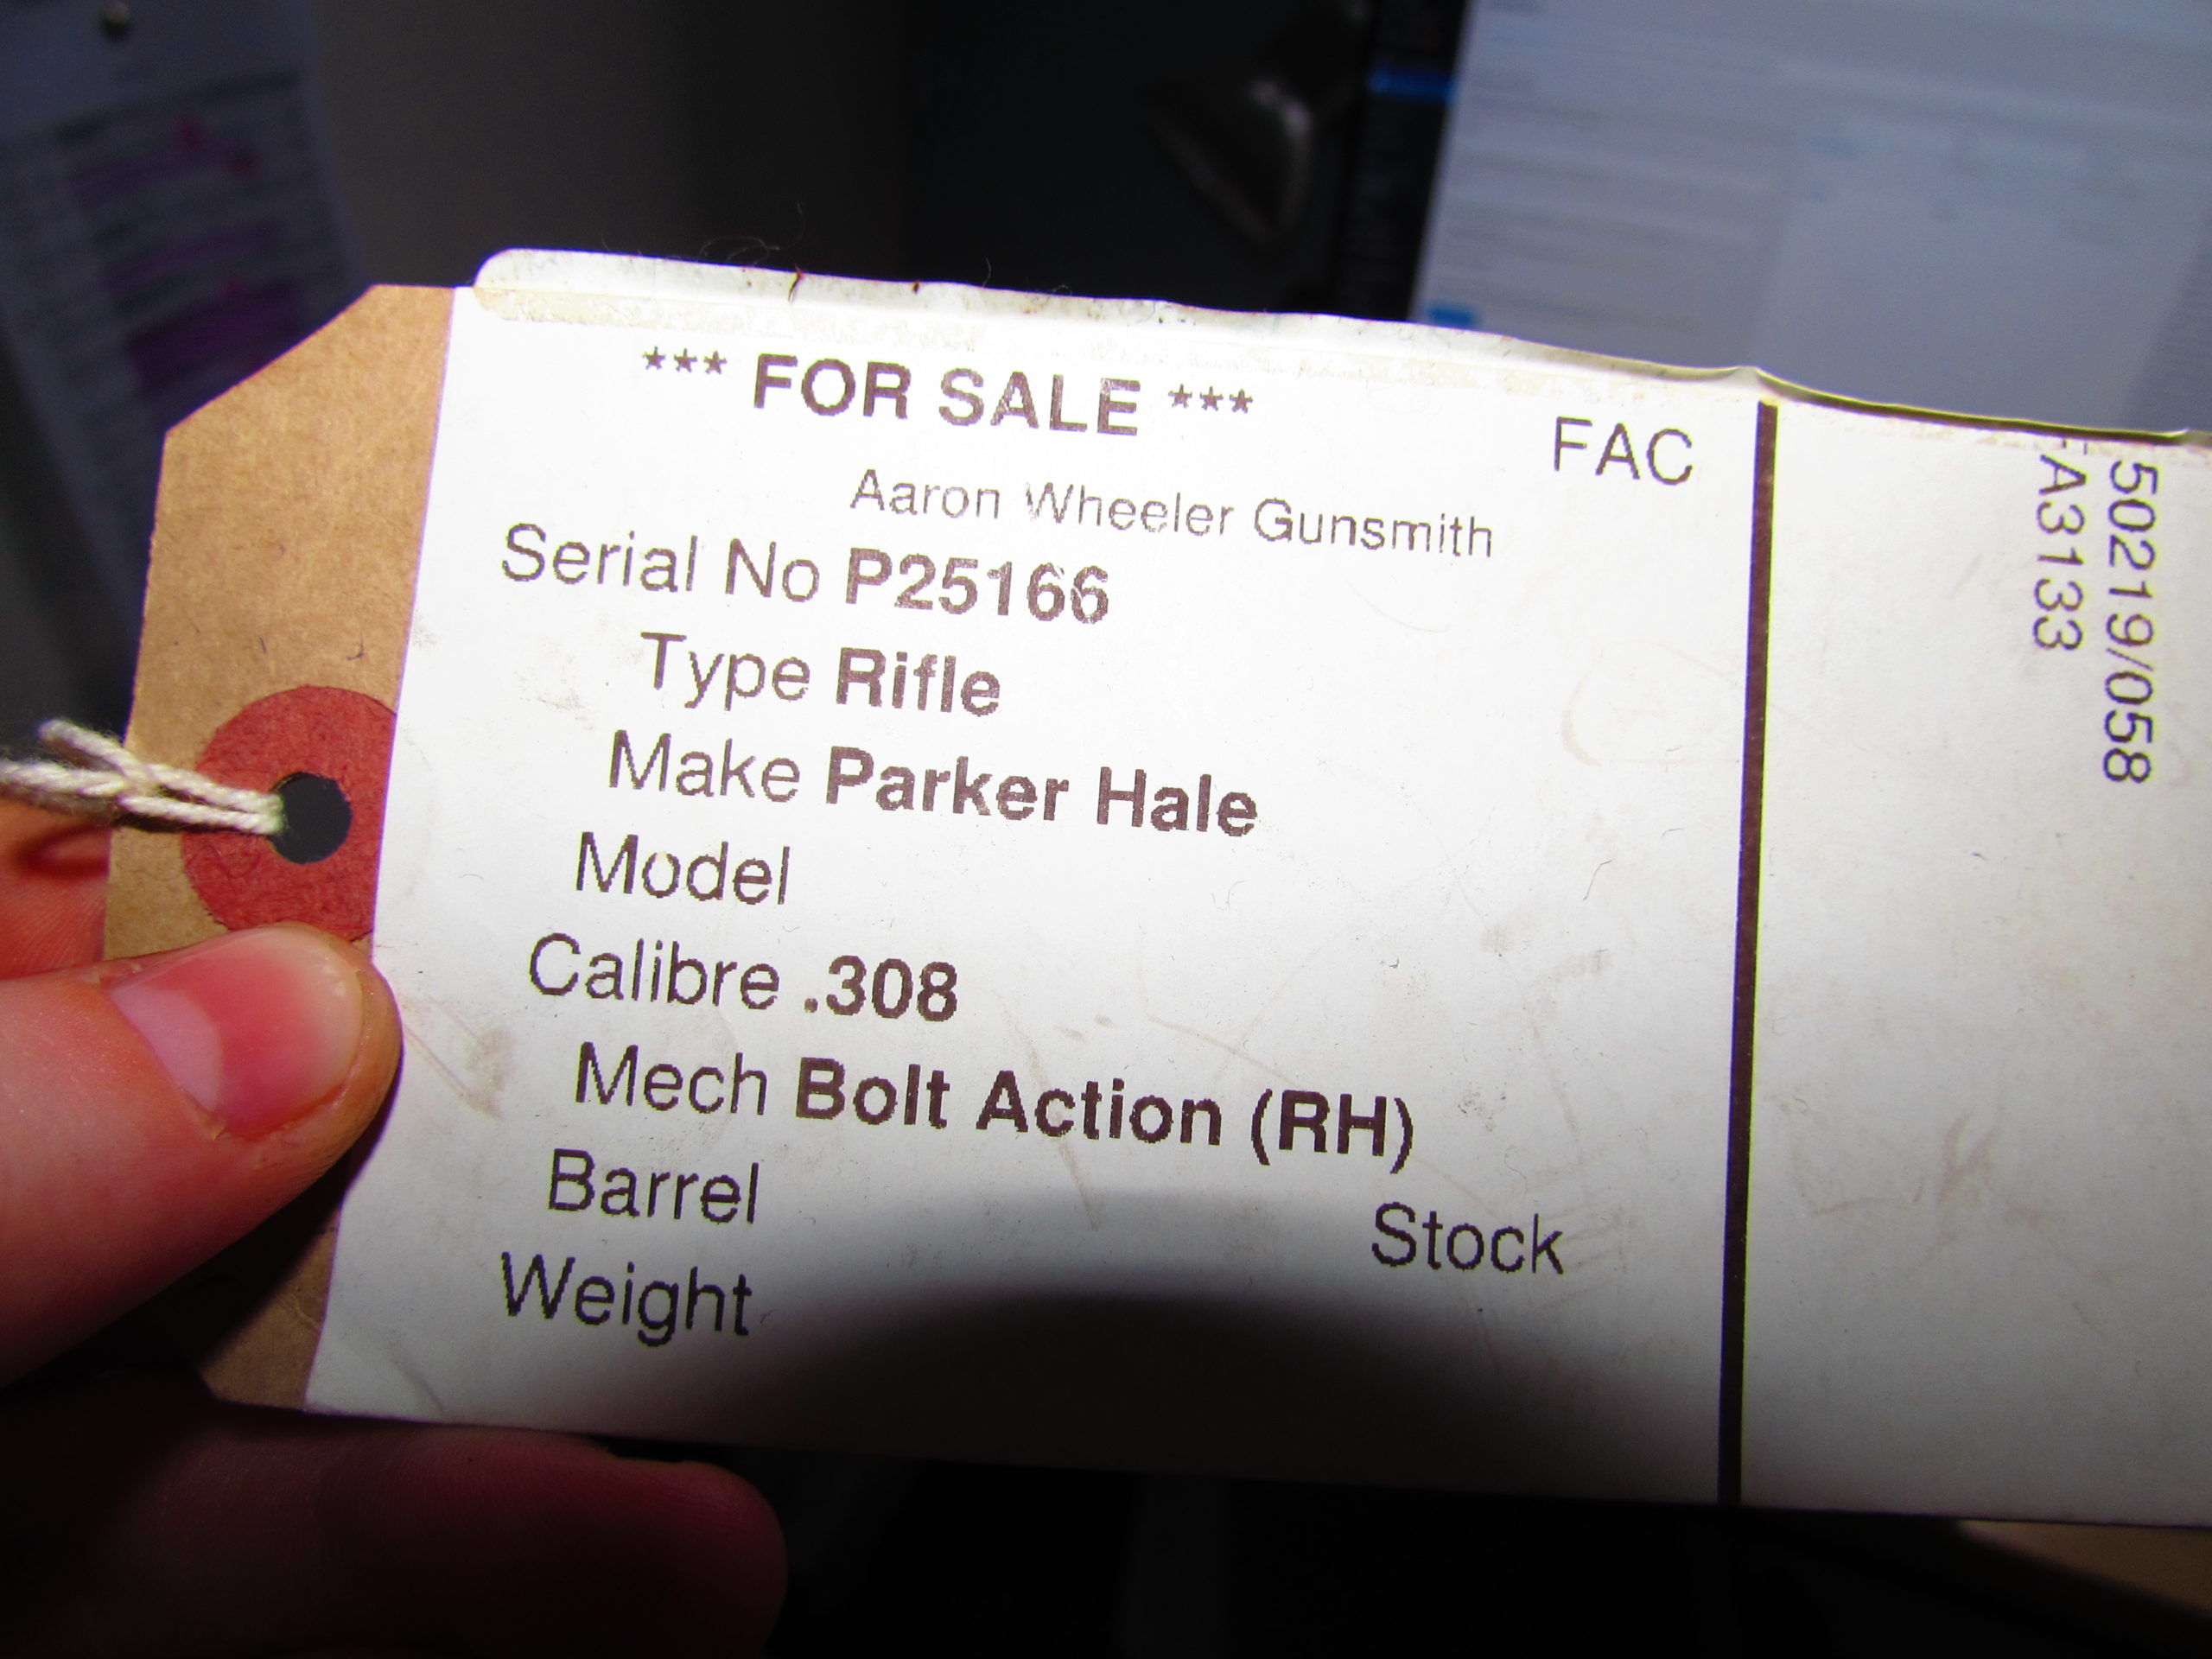 *** FOR SALE ***
FAC
Aaron Wheeler Gunsmith
Serial No P25166
Type Rifle
Make Parker Hale
Model
Calibre .308
Mech Bolt Action (RH)
Barrel
Stock
Weight
50219/058
FA3133